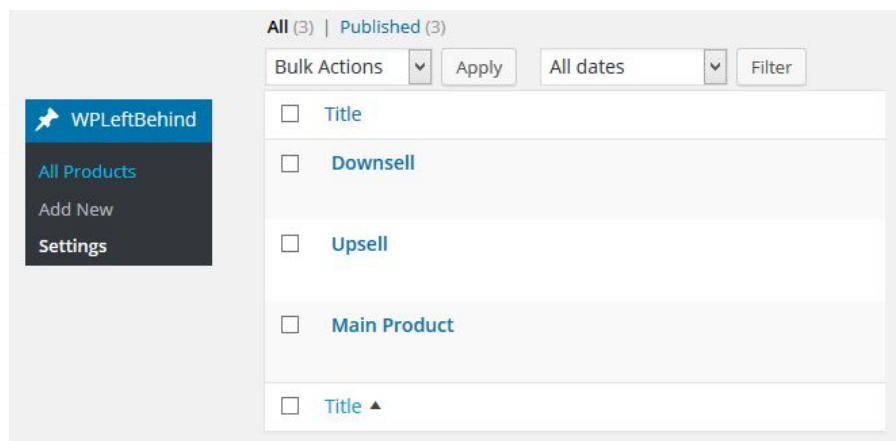 All (3) | Published (3)
Bulk Actions Apply All dates Filter
WPLeftBehind
All Products
Add New
Settings
Title
Downsell
Upsell
Main Product
Title